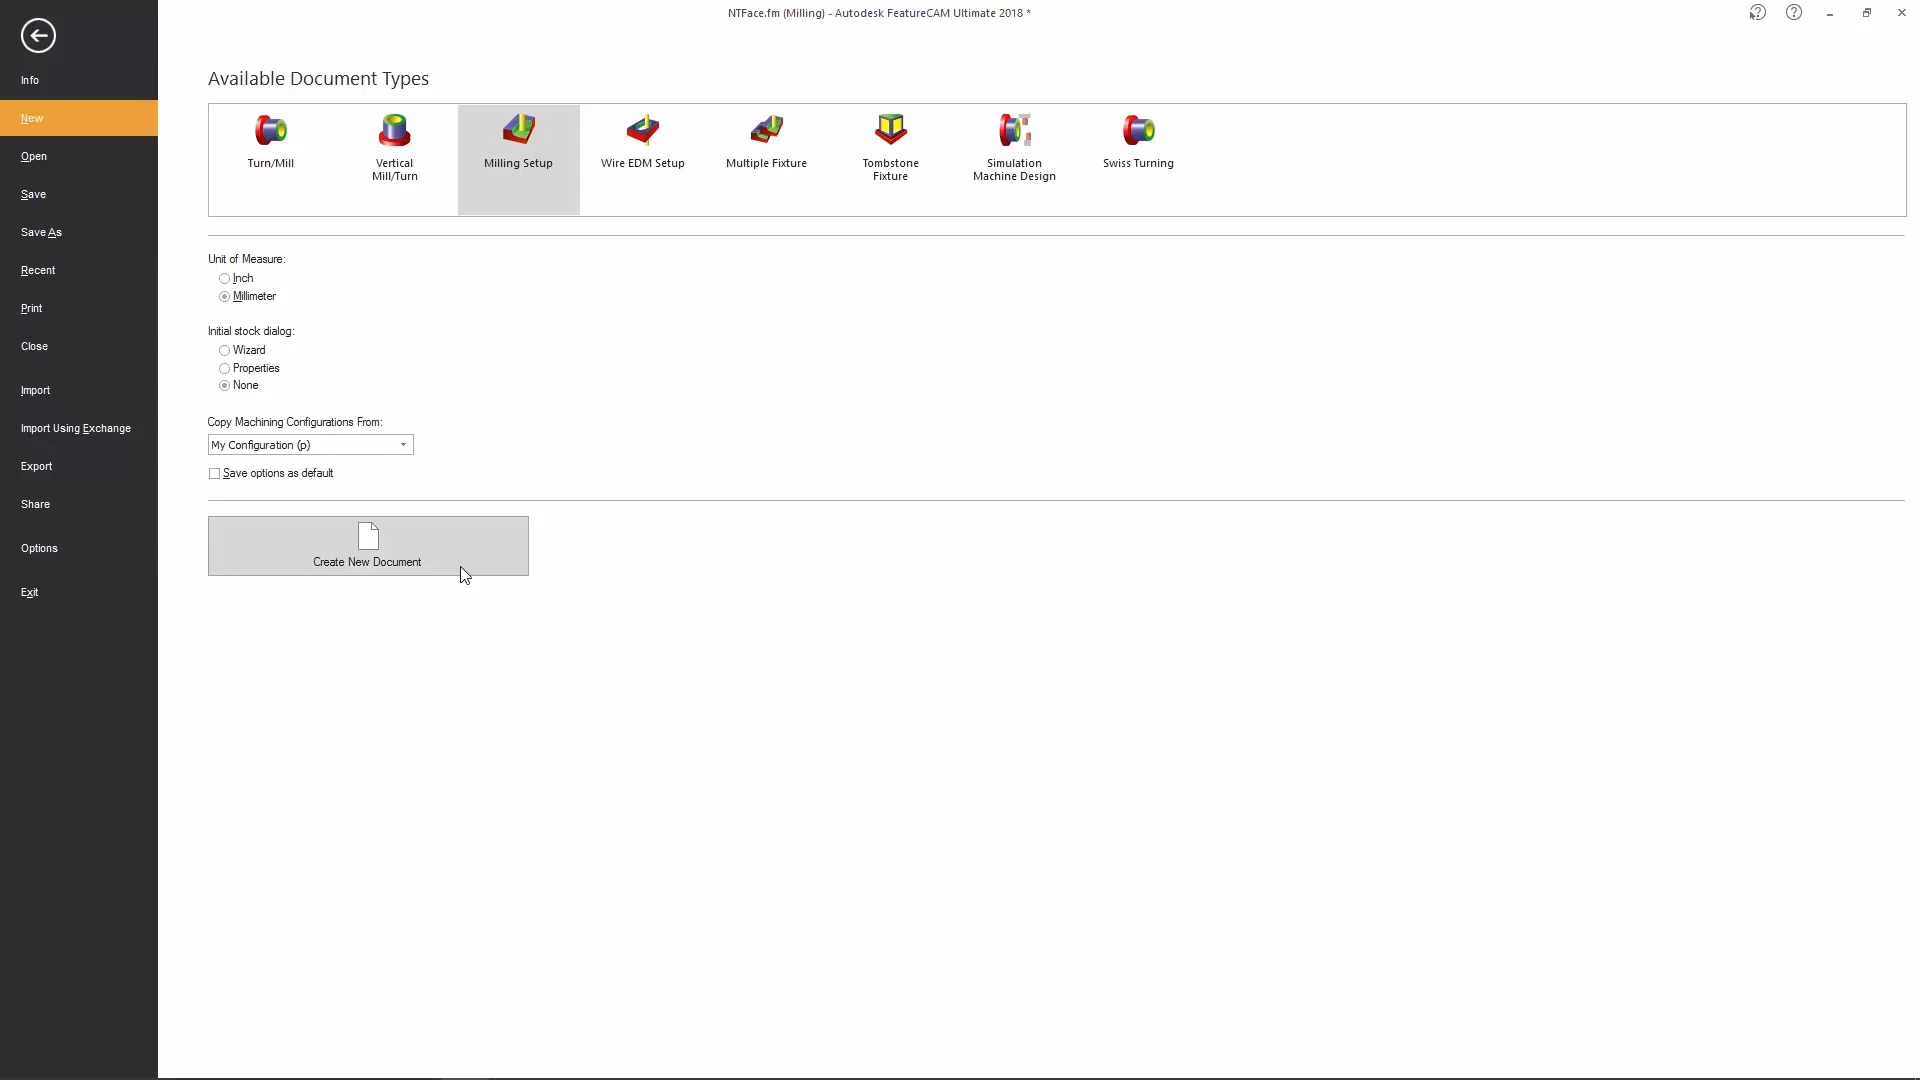 NTFace.fm (Milling) - Autodesk FeatureCAM Ultimate 2018 *
Info
New
Open
Save
Save As
Recent
Print
Close
Import
Import Using Exchange
Export
Share
Options
Exit
Available Document Types
Turn/Mill
Vertical
Mill/Turn
Milling Setup
Wire EDM Setup
Multiple Fixture
Tombstone
Fixture
Simulation
Machine Design
Swiss Turning
Unit of Measure:
Inch
Millimeter
Initial stock dialog:
Wizard
Properties
None
Copy Machining Configurations From:
My Configuration (p)
Save options as default
Create New Document